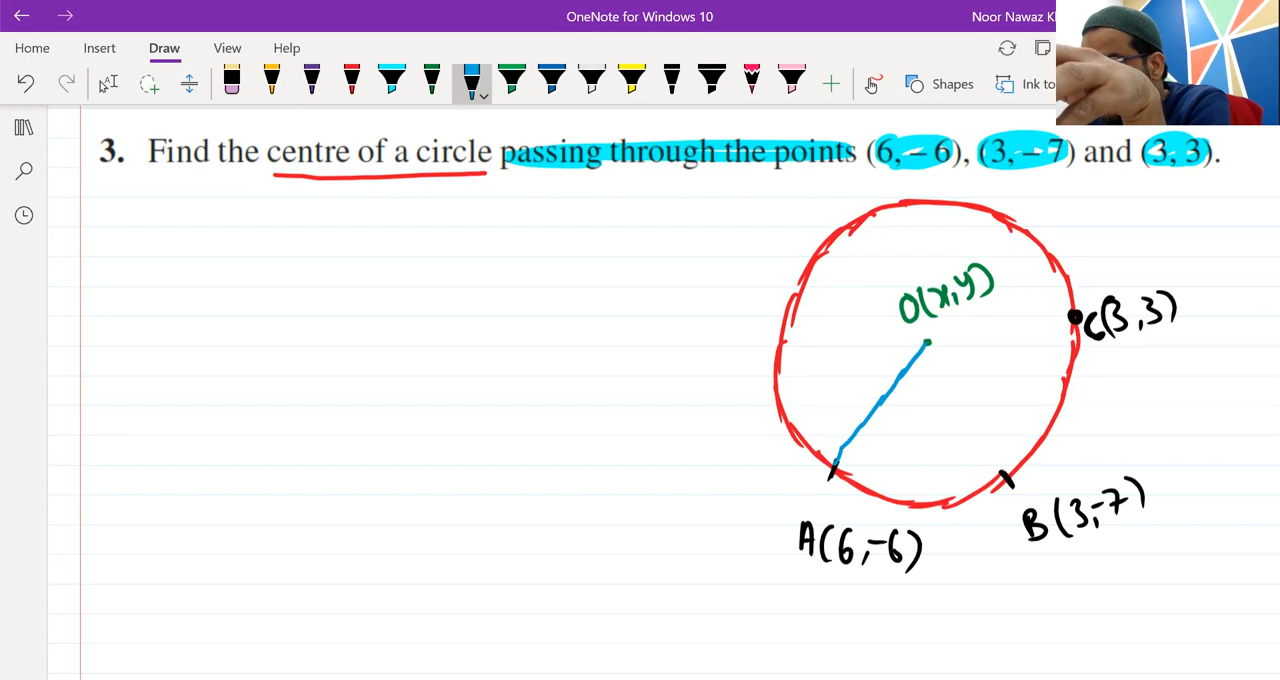 OneNote for Windows 10
Noor Nawaz
Home Insert Draw View Help
Shapes
Ink to
3. Find the centre of a circle passing through the points (6, – 6), (3, – 7) and (3, 3).
O(x,y)
C(3,3)
B(3,-7)
A(6,-6)